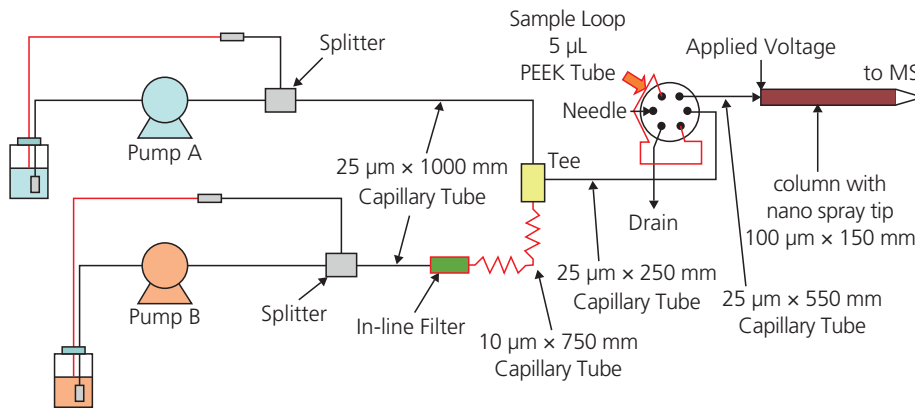 Sample Loop
5 µL
PEEK Tube
Applied Voltage
to MS
Splitter
Needle
Pump A
25 µm × 1000 mm
Capillary Tube
Tee
Drain
column with
nano spray tip
100 µm × 150 mm
Pump B
Splitter
In-line Filter
25 µm × 250 mm
Capillary Tube
25 µm × 550 mm
Capillary Tube
10 µm × 750 mm
Capillary Tube